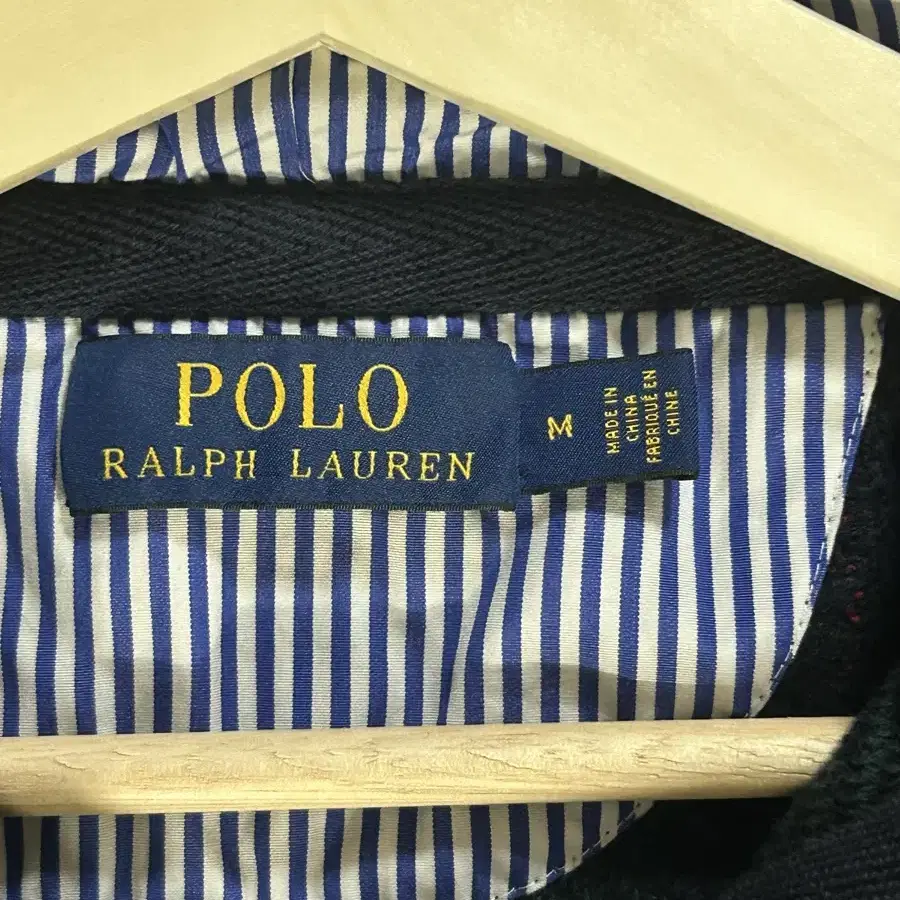 POLO
RALPH LAUREN
M
MADE IN
CHINA
FABRIQUÉ EN
CHINE